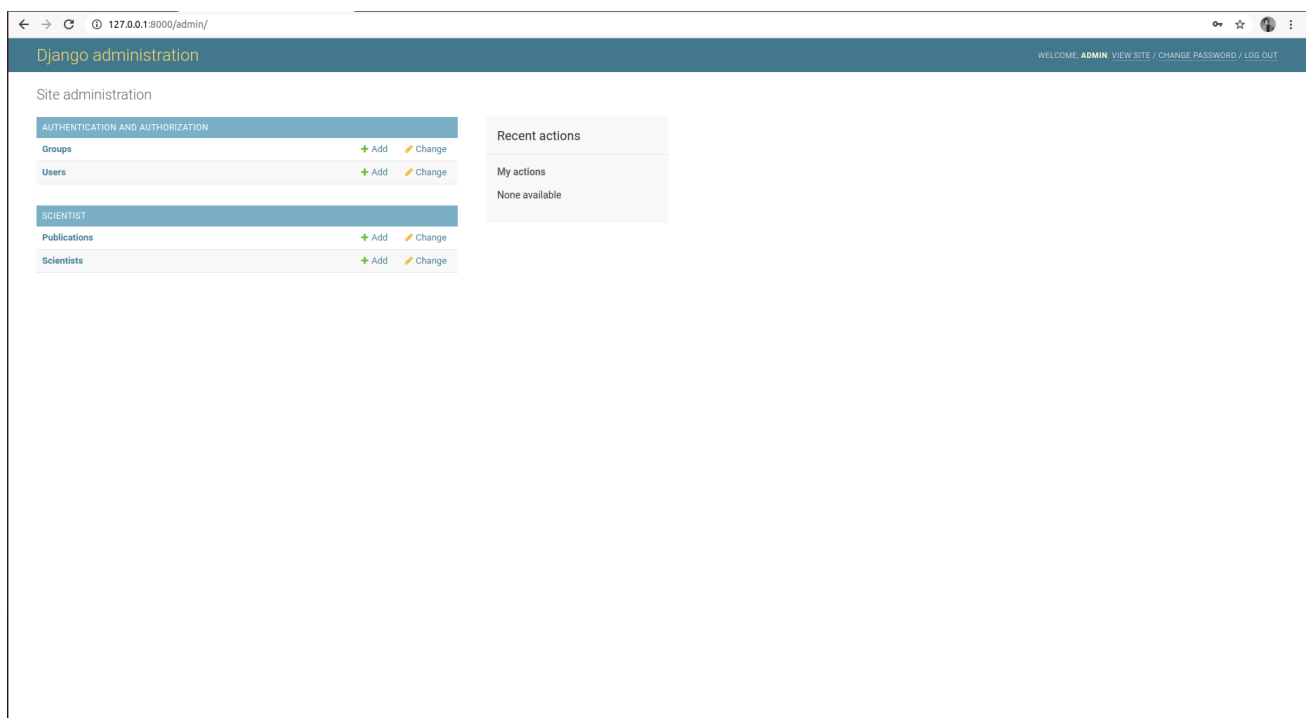 127.0.0.1:8000/admin/
Django administration
WELCOME, ADMIN. VIEW SITE / CHANGE PASSWORD / LOG OUT
Site administration
AUTHENTICATION AND AUTHORIZATION
Groups Add Change
Users Add Change
SCIENTIST
Publications Add Change
Scientists Add Change
Recent actions
My actions
None available